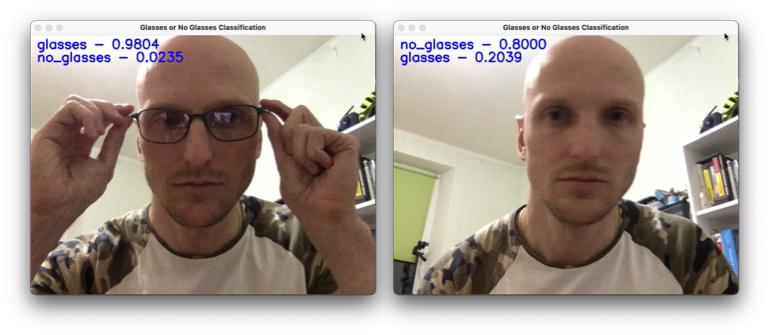 Glasses or No Glasses Classification
glasses – 0.9804
no_glasses – 0.0235
Glasses or No Glasses Classification
no_glasses – 0.8000
glasses – 0.2039